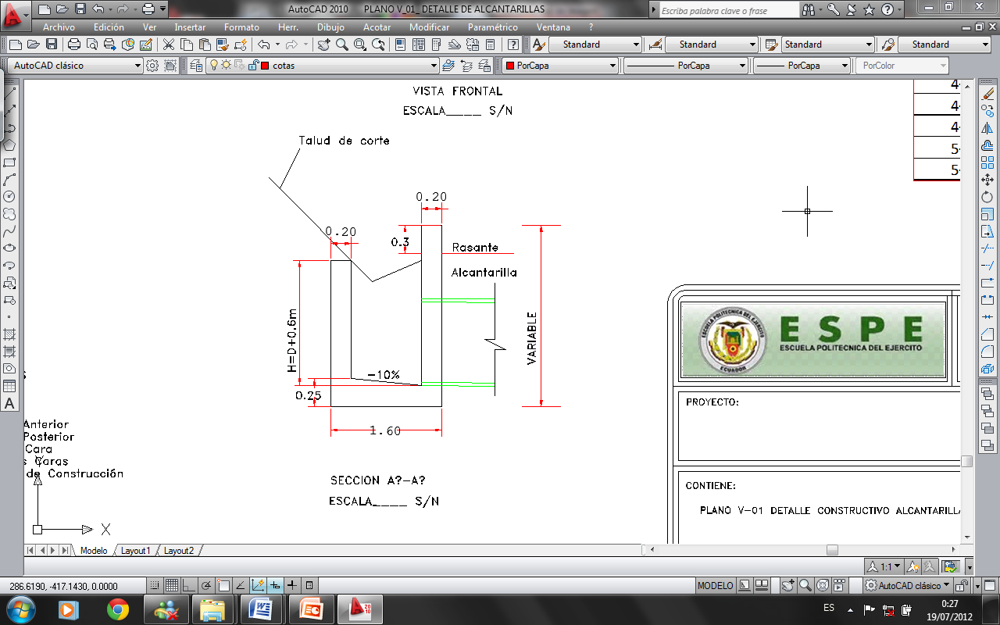 AutoCAD 2010 PLANO V_01_ DETALLE DE ALCANTARILLAS
Escriba palabra clave o frase
Archivo Edición Ver Insertar Formato Herr. Dibujo Acotar Modificar Paramétrico Ventana ?
Standard Standard Standard Standard
AutoCAD clásico cotas PorCapa PorCapa PorCapa PorColor
VISTA FRONTAL
ESCALA____ S/N
4
4
4
5
5
Talud de corte
0.20
0.20
0.3
Rasante
Alcantarilla
H=D+0.6m
VARIABLE
-10%
0.25
1.60
SECCION A?-A?
ESCALA____ S/N
s
Anterior
Posterior
Cara
s Caras
de Construcción
Y
X
ESCUELA POLITECNICA DEL EJERCITO
ECUADOR
ESPE
ESCUELA POLITECNICA DEL EJERCITO
PROYECTO:
CONTIENE:
PLANO V-01 DETALLE CONSTRUCTIVO ALCANTARILLA
Modelo Layout1 Layout2
1:1
286.6190, -417.1430, 0.0000
MODELO
AutoCAD clásico
ES
0:27
19/07/2012